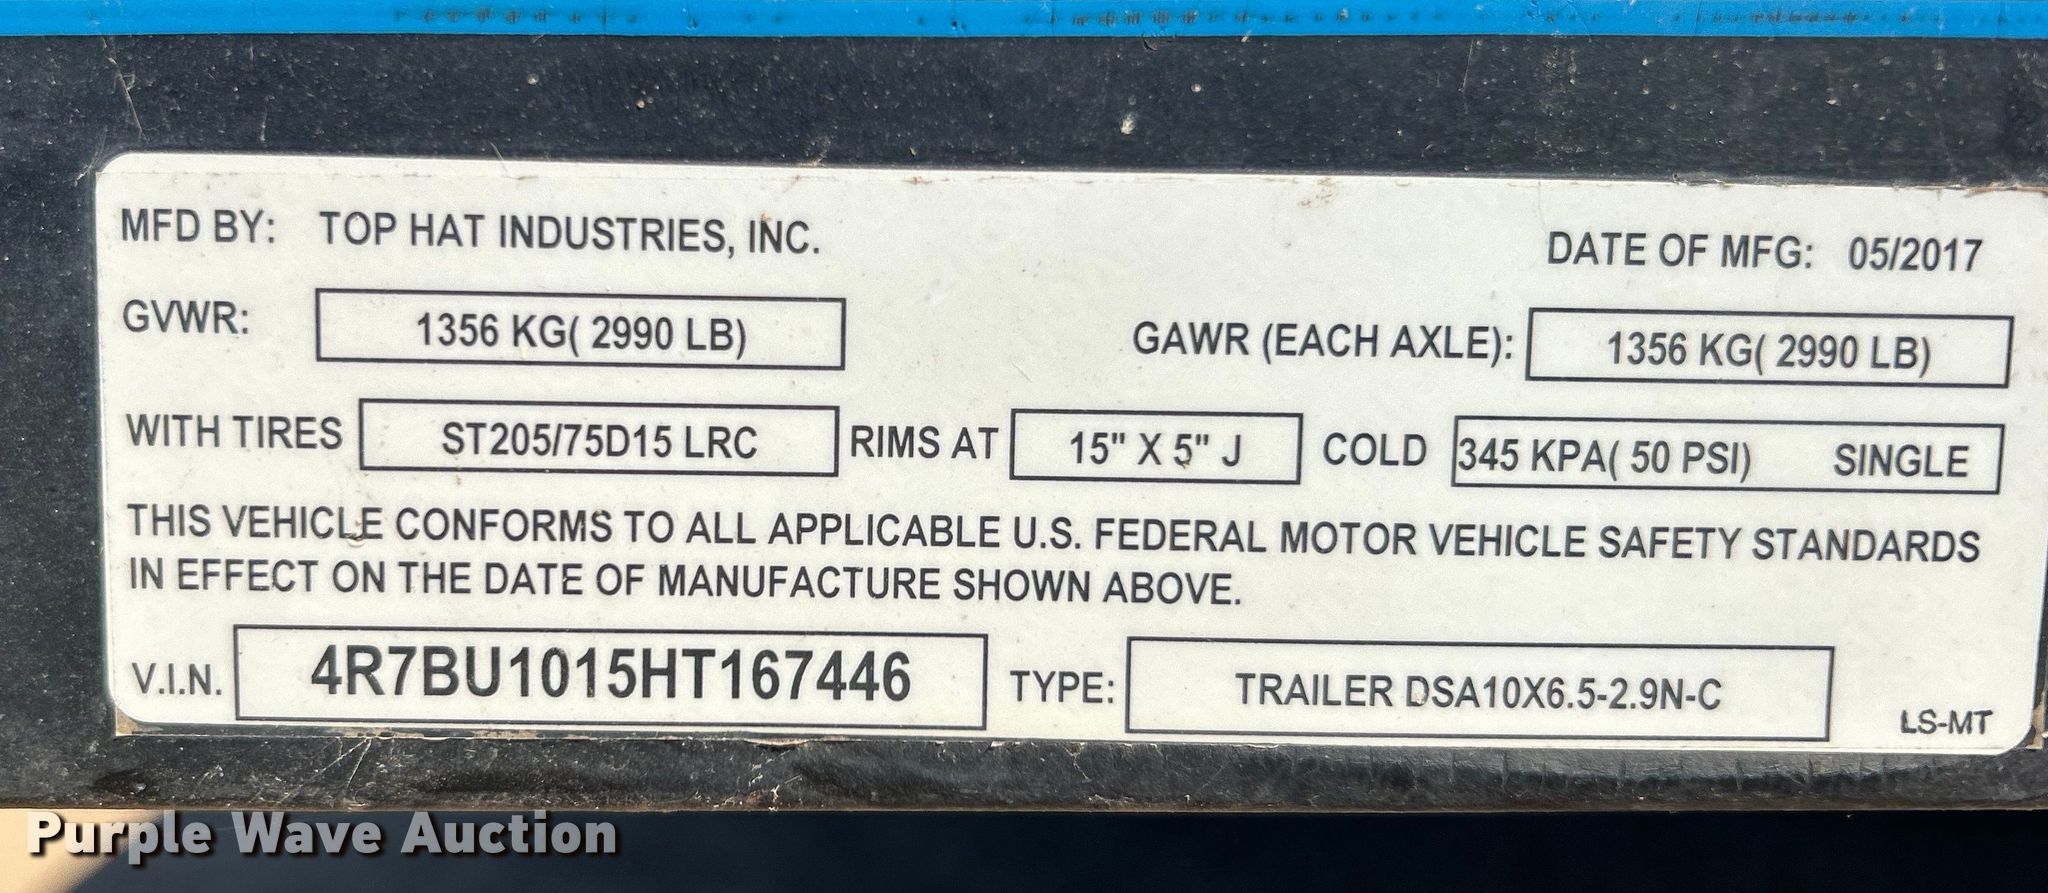 MFD BY: TOP HAT INDUSTRIES, INC. DATE OF MFG: 05/2017
GVWR: 1356 KG( 2990 LB) GAWR (EACH AXLE): 1356 KG( 2990 LB)
WITH TIRES ST205/75D15 LRC RIMS AT 15" X 5" J COLD 345 KPA( 50 PSI) SINGLE
THIS VEHICLE CONFORMS TO ALL APPLICABLE U.S. FEDERAL MOTOR VEHICLE SAFETY STANDARDS
IN EFFECT ON THE DATE OF MANUFACTURE SHOWN ABOVE.
V.I.N. 4R7BU1015HT167446 TYPE: TRAILER DSA10X6.5-2.9N-C LS-MT
Purple Wave Auction